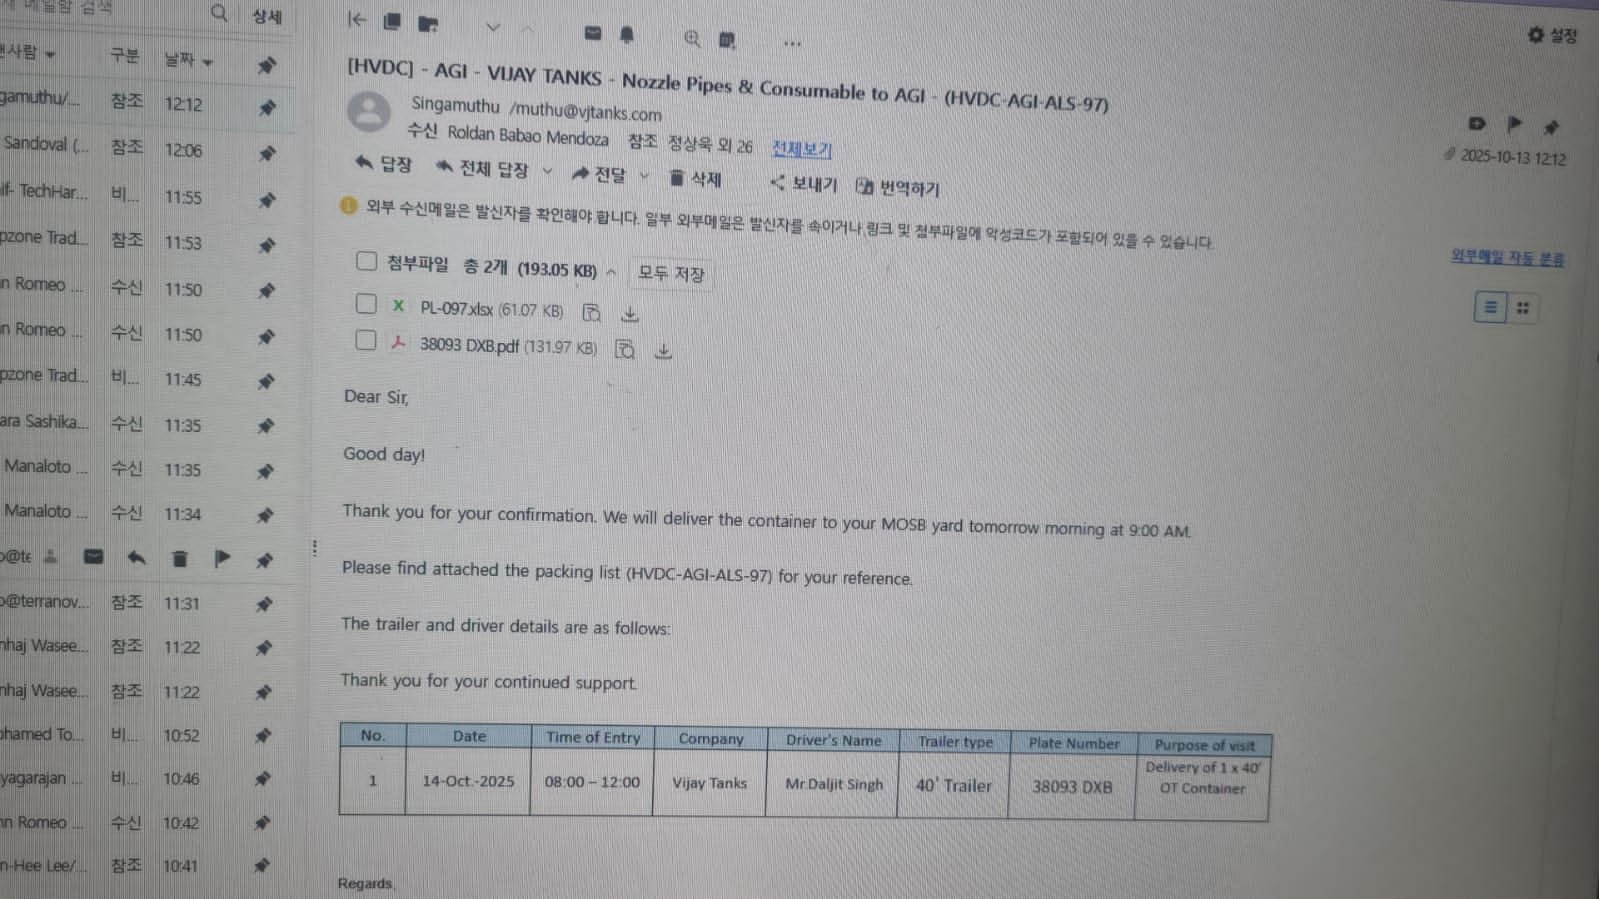 메일함 검색 상세
사람 구분 날짜
gamuthu/... 참조 12:12
Sandoval (... 참조 12:06
if- TechHar... 비... 11:55
pzone Trad... 참조 11:53
n Romeo ... 수신 11:50
n Romeo ... 수신 11:50
pzone Trad... 비... 11:45
ara Sashika... 수신 11:35
Manaloto ... 수신 11:35
Manaloto ... 수신 11:34
o@te
o@terranov... 참조 11:31
nhaj Wasee... 참조 11:22
nhaj Wasee... 참조 11:22
ohamed To... 비... 10:52
yagarajan ... 비... 10:46
nn Romeo ... 수신 10:42
n-Hee Lee/... 참조 10:41
설정
[HVDC] - AGI - VIJAY TANKS - Nozzle Pipes & Consumable to AGI - (HVDC-AGI-ALS-97)
Singamuthu /muthu@vjtanks.com
수신 Roldan Babao Mendoza 참조 정상욱 외 26 전체보기
2025-10-13 12:12
답장 전체 답장 전달 삭제 보내기 번역하기
외부 수신메일은 발신자를 확인해야 합니다. 일부 외부메일은 발신자를 속이거나 링크 및 첨부파일에 악성코드가 포함되어 있을 수 있습니다.
외부메일 자동 분류
첨부파일 총 2개 (193.05 KB) 모두 저장
PL-097.xlsx (61.07 KB)
38093 DXB.pdf (131.97 KB)
Dear Sir,
Good day!
Thank you for your confirmation. We will deliver the container to your MOSB yard tomorrow morning at 9:00 AM.
Please find attached the packing list (HVDC-AGI-ALS-97) for your reference.
The trailer and driver details are as follows:
Thank you for your continued support.
No. Date Time of Entry Company Driver's Name Trailer type Plate Number Purpose of visit
1 14-Oct.-2025 08:00 – 12:00 Vijay Tanks Mr.Daljit Singh 40' Trailer 38093 DXB Delivery of 1 x 40' OT Container
Regards,